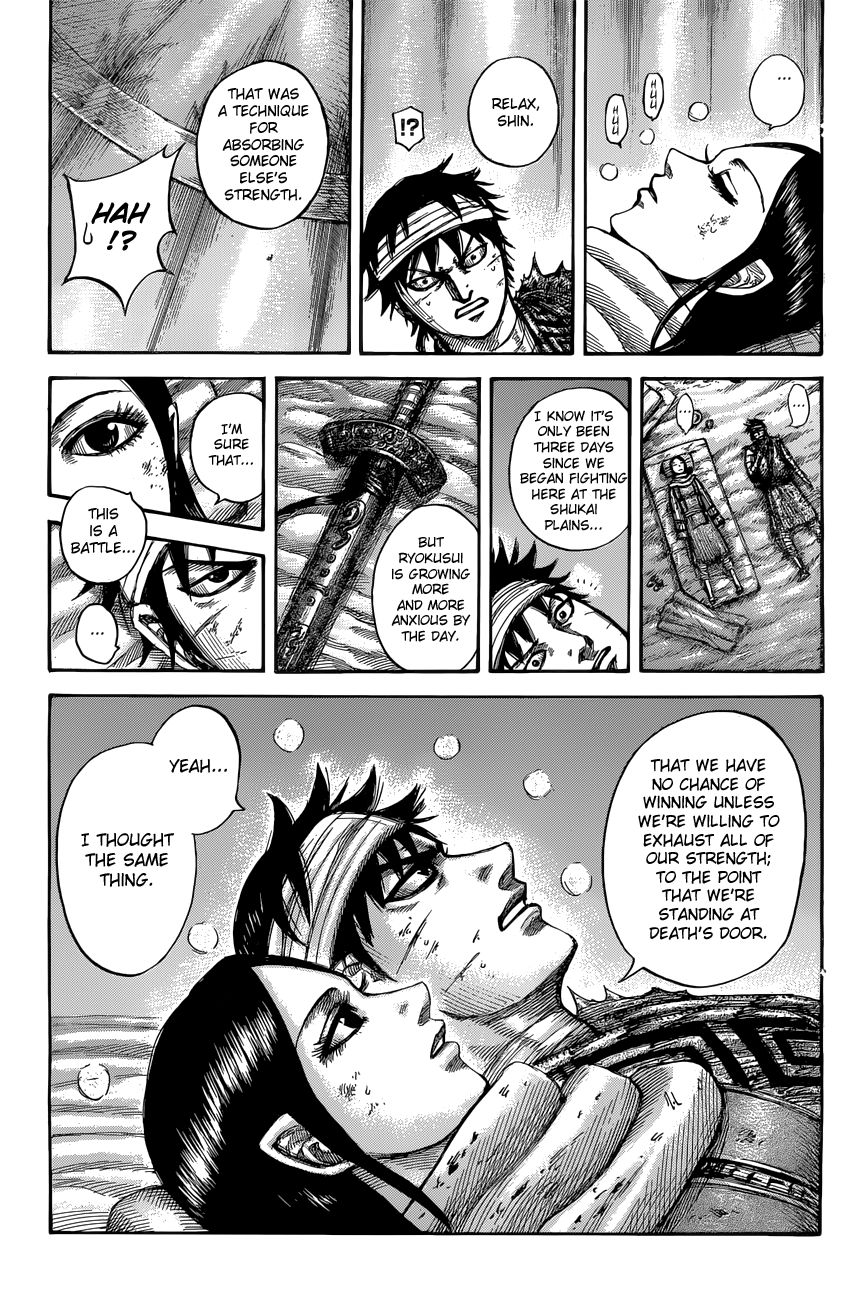 ...
HYU
HYU
RELAX,
SHIN.
!?
THAT WAS
A TECHNIQUE
FOR
ABSORBING
SOMEONE
ELSE'S
STRENGTH.
HAH
!?
...
...
I KNOW IT'S
ONLY BEEN
THREE DAYS
SINCE WE
BEGAN FIGHTING
HERE AT THE
SHUKAI
PLAINS...
BUT
RYOKUSUI
IS GROWING
MORE
AND MORE
ANXIOUS BY
THE DAY.
I'M
SURE
THAT...
THIS
IS A
BATTLE...
...
THAT WE HAVE
NO CHANCE OF
WINNING UNLESS
WE'RE WILLING TO
EXHAUST ALL OF
OUR STRENGTH;
TO THE POINT
THAT WE'RE
STANDING AT
DEATH'S DOOR.
YEAH...
I THOUGHT
THE SAME
THING.